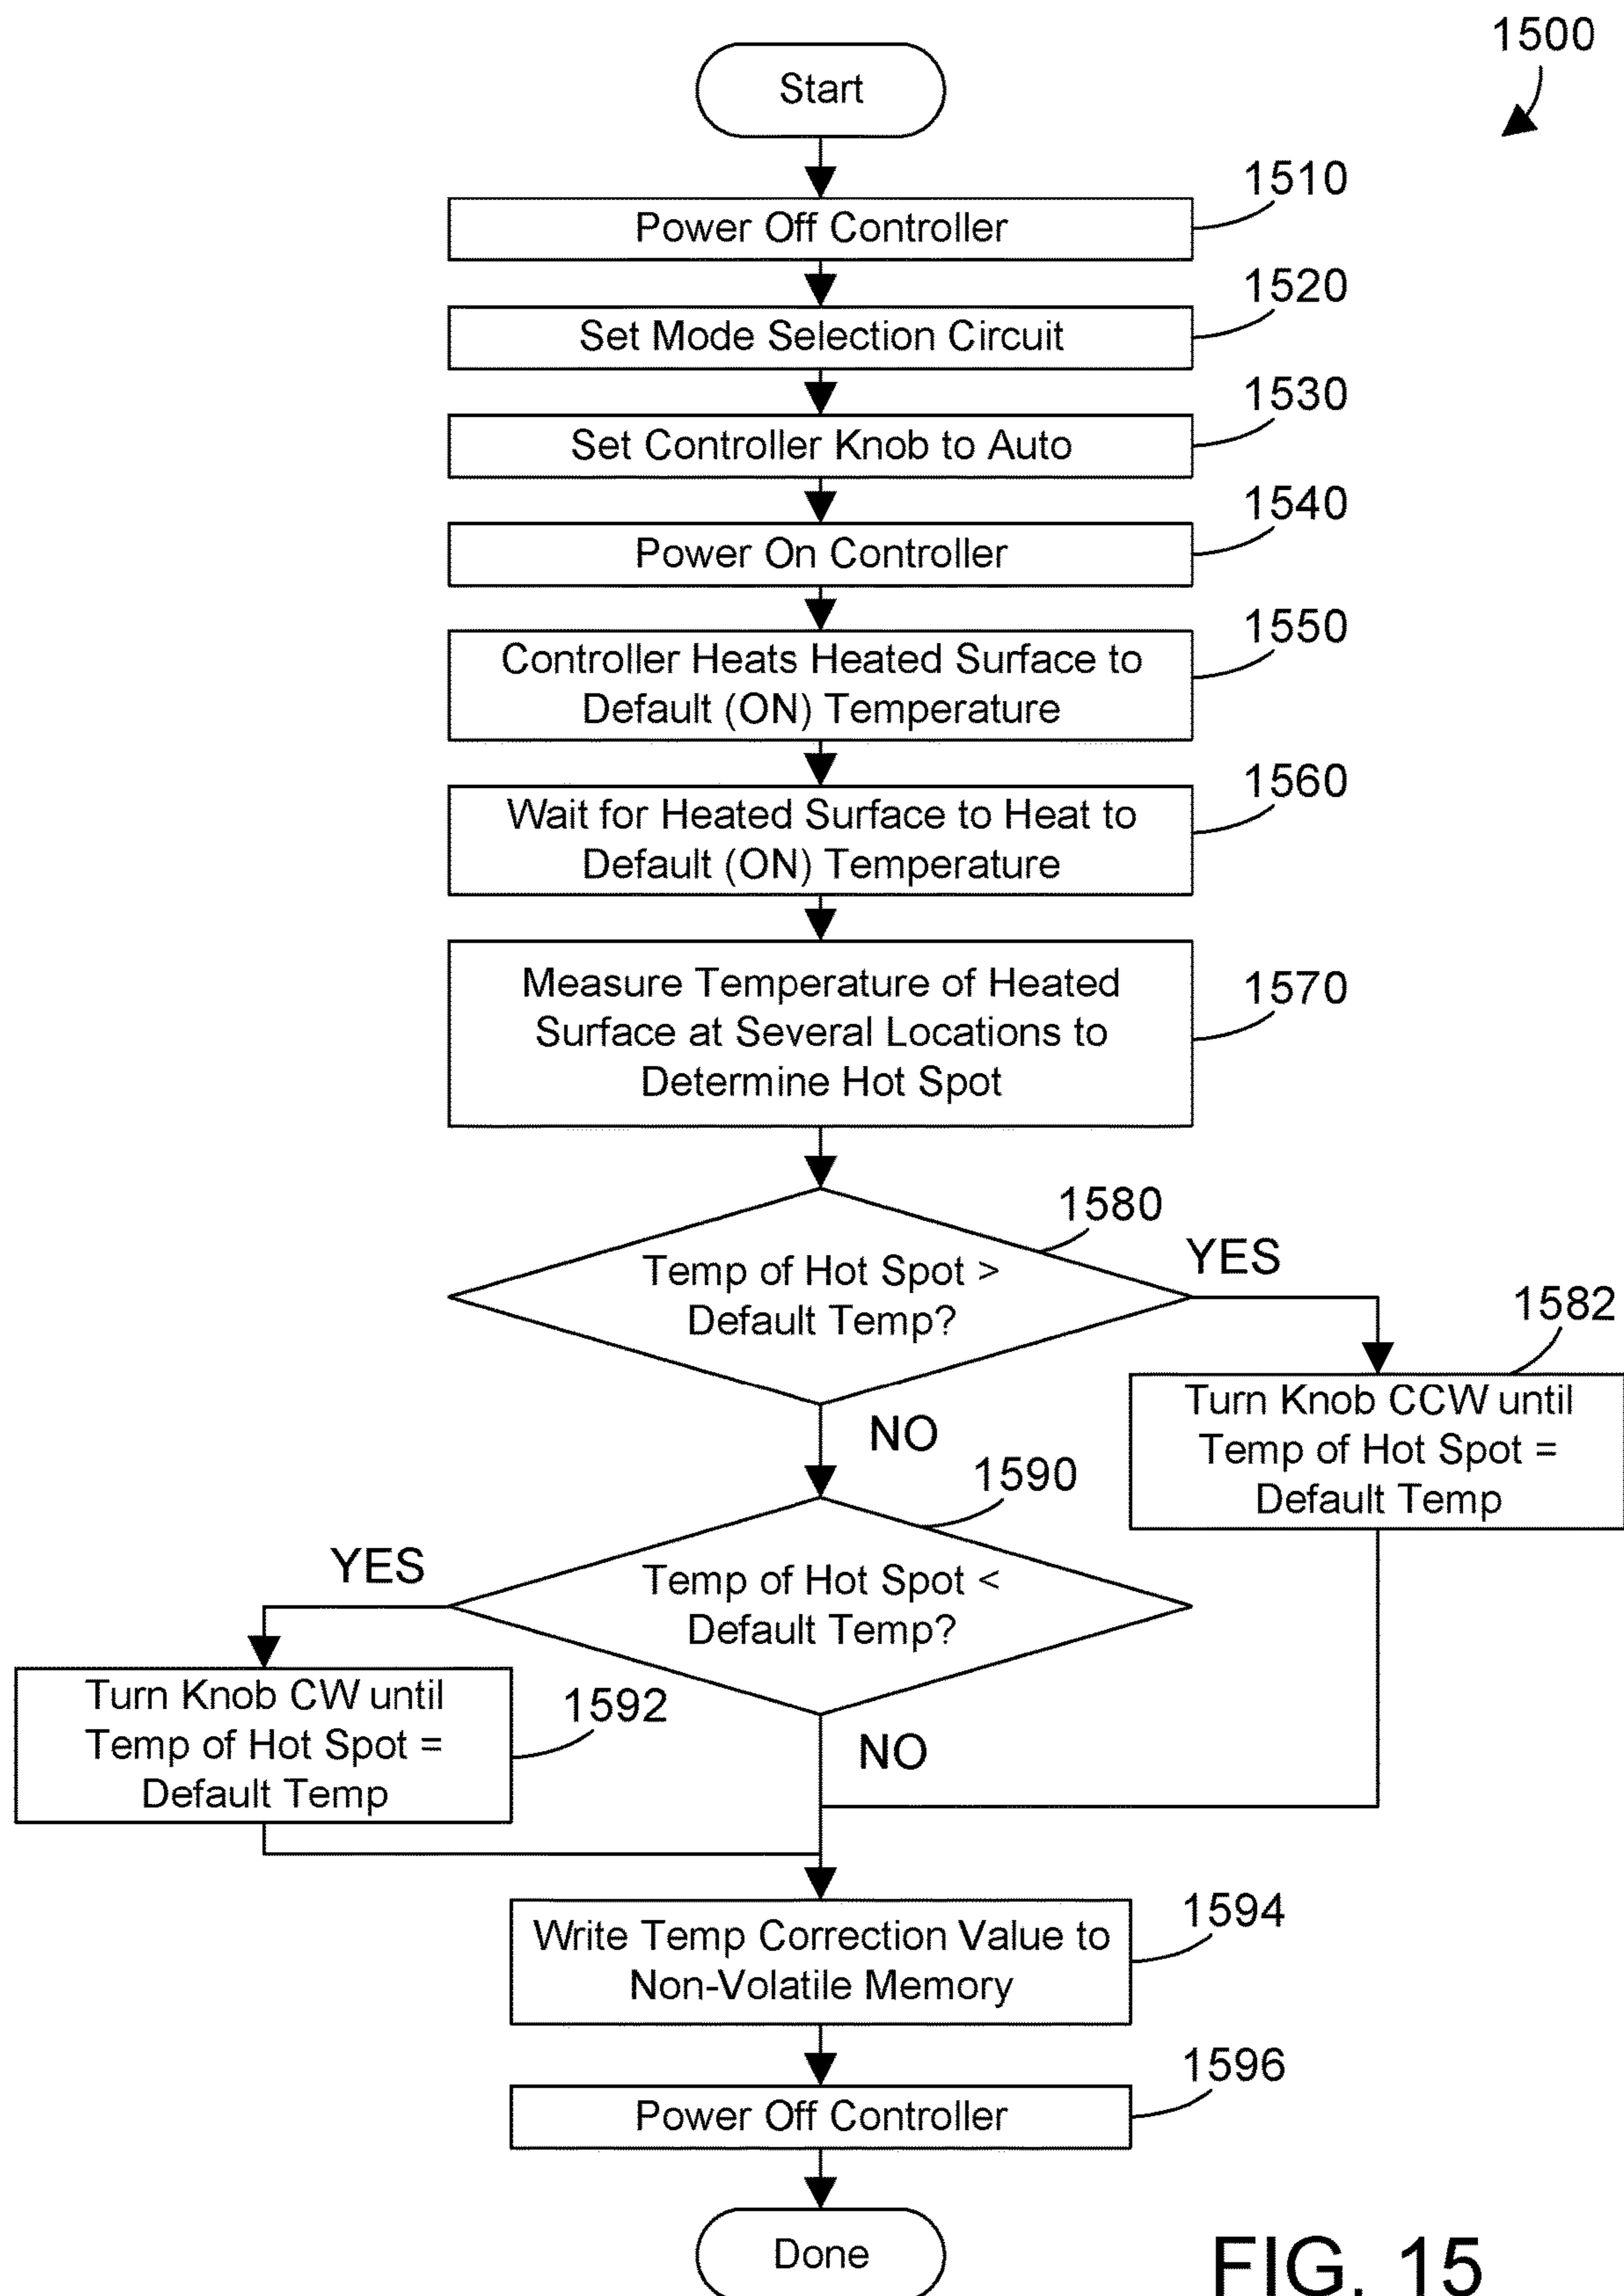 1500
Start
1510
Power Off Controller
1520
Set Mode Selection Circuit
1530
Set Controller Knob to Auto
1540
Power On Controller
1550
Controller Heats Heated Surface to
Default (ON) Temperature
1560
Wait for Heated Surface to Heat to
Default (ON) Temperature
1570
Measure Temperature of Heated
Surface at Several Locations to
Determine Hot Spot
1580
Temp of Hot Spot >
Default Temp?
YES
1582
Turn Knob CCW until
Temp of Hot Spot =
Default Temp
NO
1590
Temp of Hot Spot <
Default Temp?
YES
1592
Turn Knob CW until
Temp of Hot Spot =
Default Temp
NO
1594
Write Temp Correction Value to
Non-Volatile Memory
1596
Power Off Controller
Done
FIG. 15